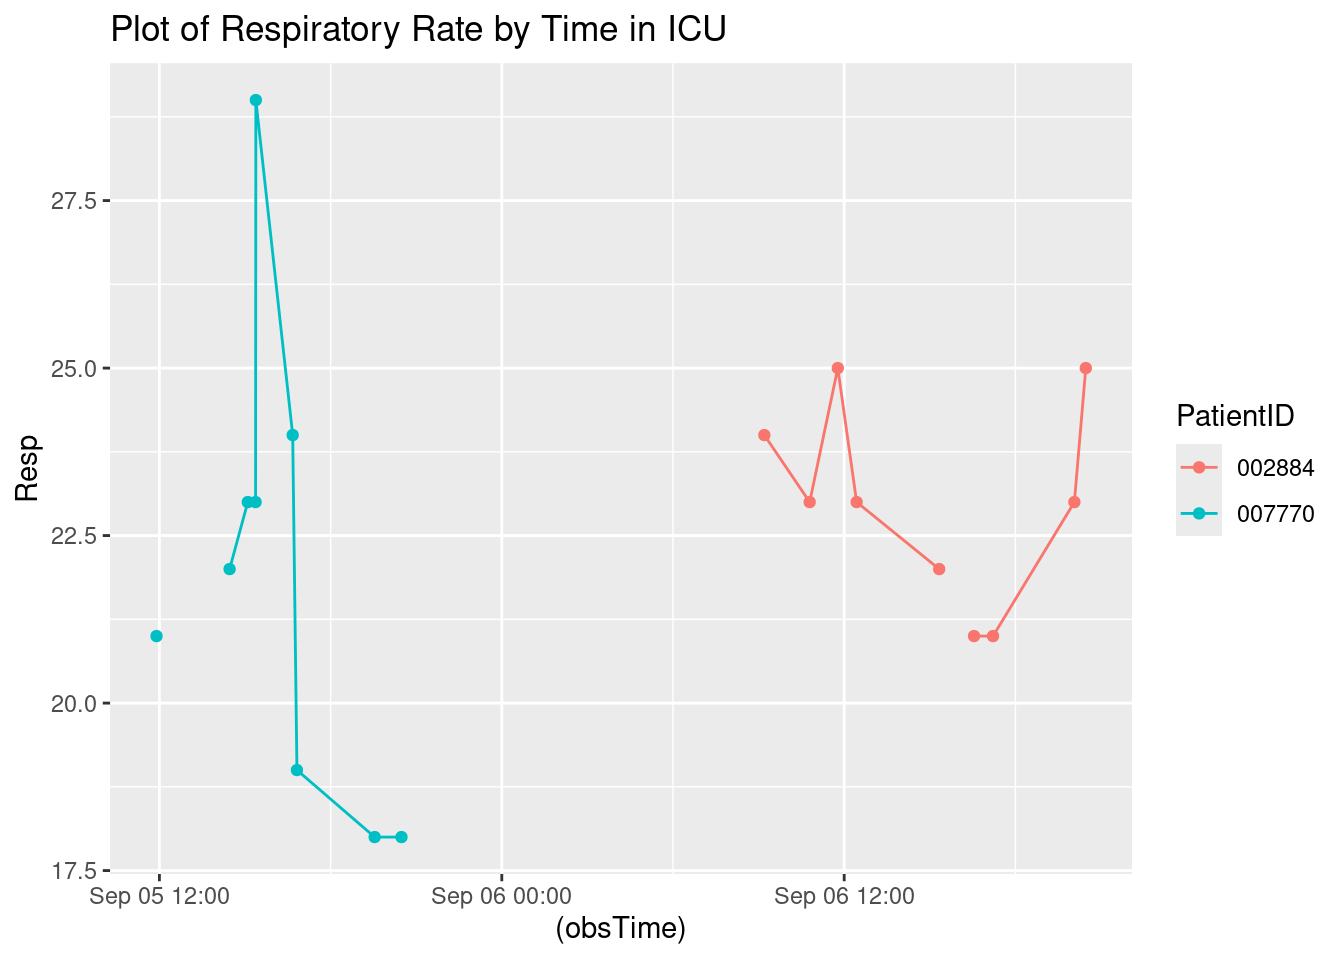 Plot of Respiratory Rate by Time in ICU
Resp
27.5
25.0
22.5
20.0
17.5
Sep 05 12:00
Sep 06 00:00
Sep 06 12:00
(obsTime)
PatientID
002884
007770